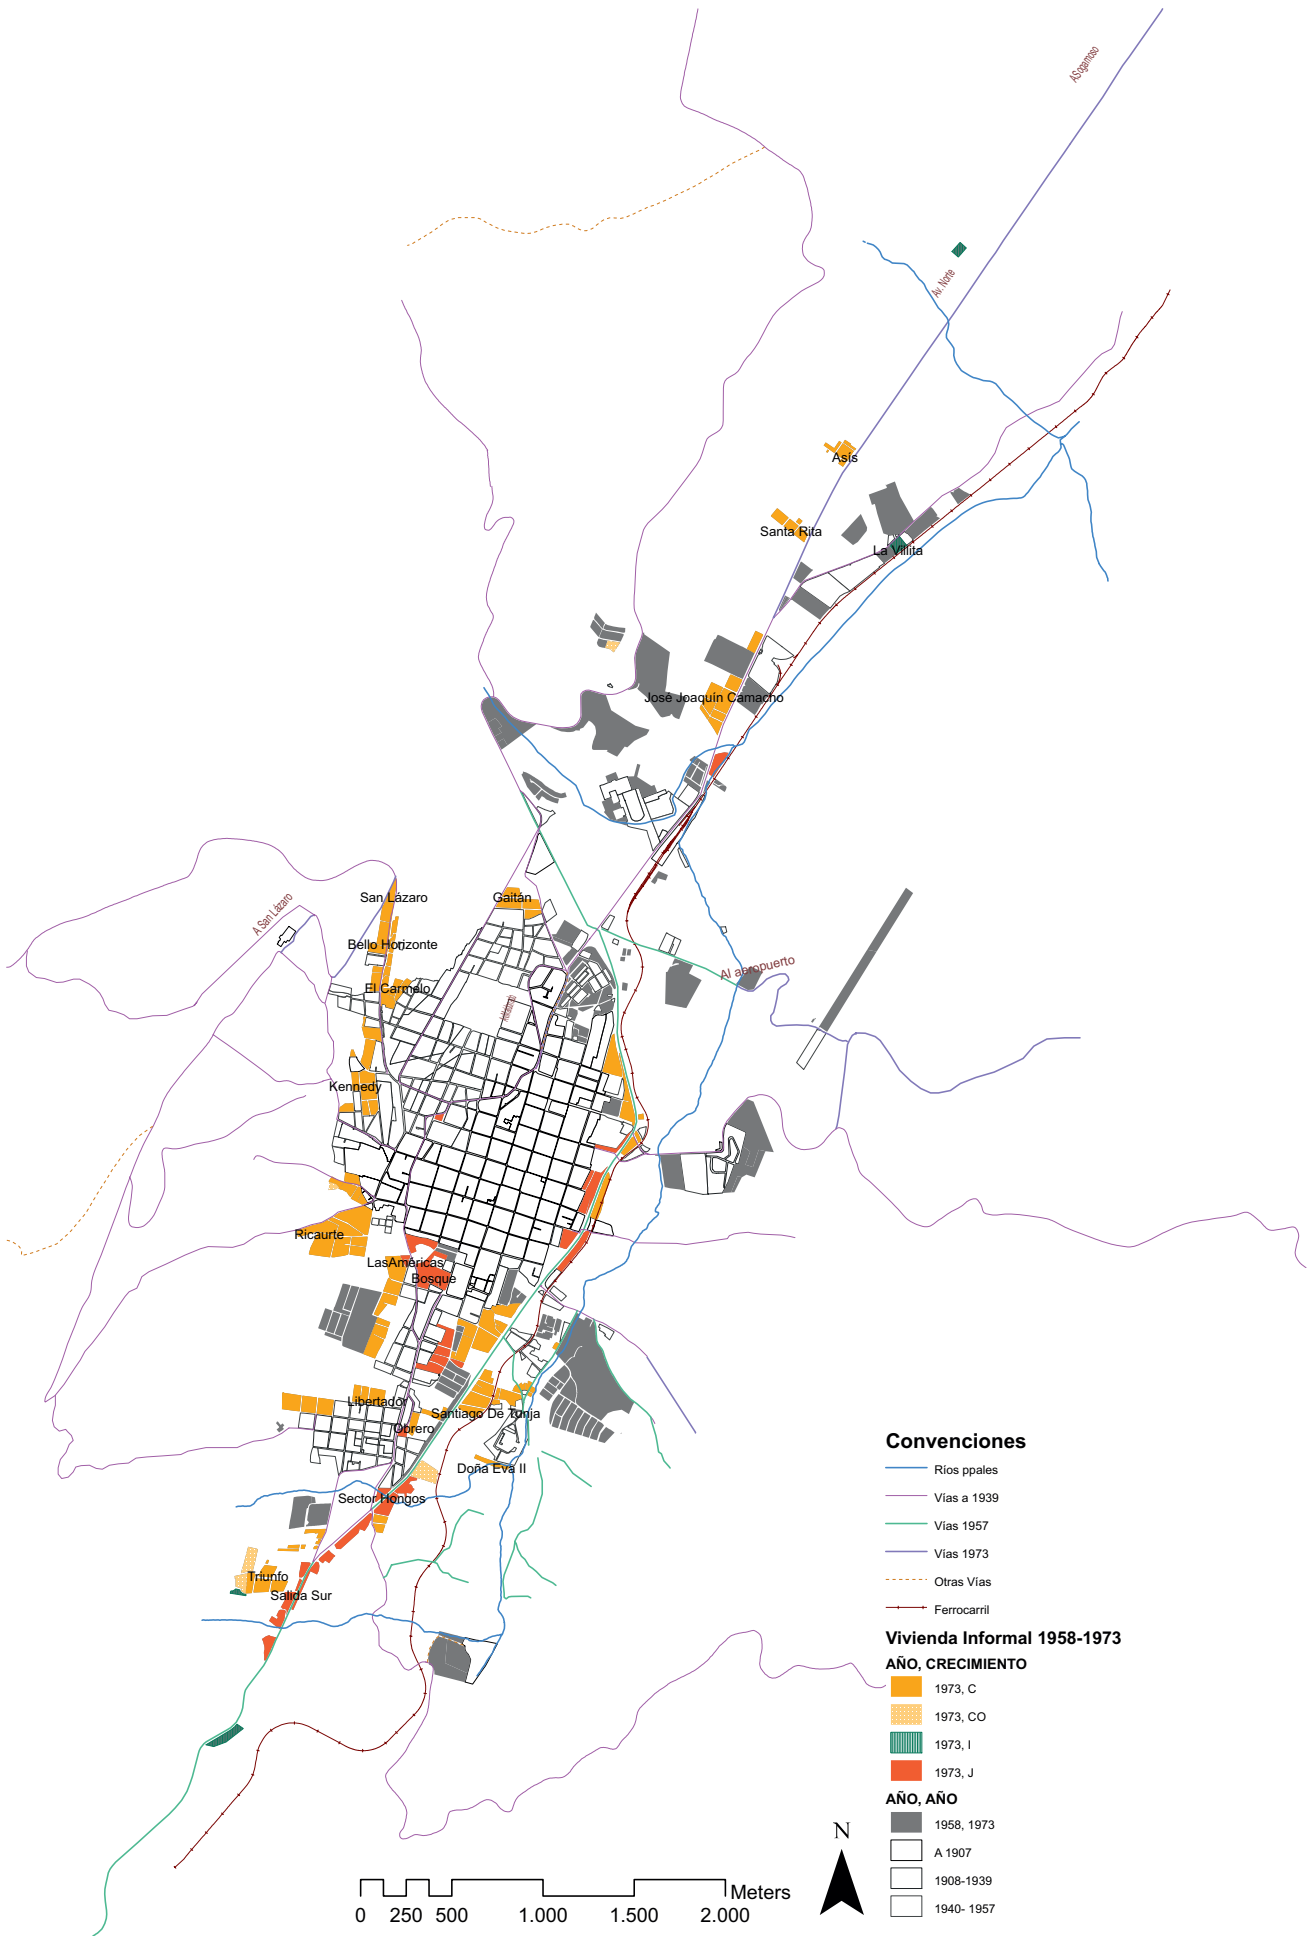 ASogamoso
Av. Norte
Asís
Santa Rita
La Villita
José Joaquín Camacho
San Lázaro
Gaitán
A San Lázaro
Bello Horizonte
Al aeropuerto
El Carmelo
Kennedy
Ricaurte
LasAméricas
Bosque
Libertador
Santiago De Tunja
Obrero
Doña Eva II
Sector Hongos
Triunfo
Salida Sur
Convenciones
Ríos ppales
Vías a 1939
Vías 1957
Vías 1973
Otras Vías
Ferrocarril
Vivienda Informal 1958-1973
AÑO, CRECIMIENTO
1973, C
1973, CO
1973, I
1973, J
AÑO, AÑO
1958, 1973
A 1907
1908-1939
1940- 1957
N
Meters
0 250 500 1.000 1.500 2.000